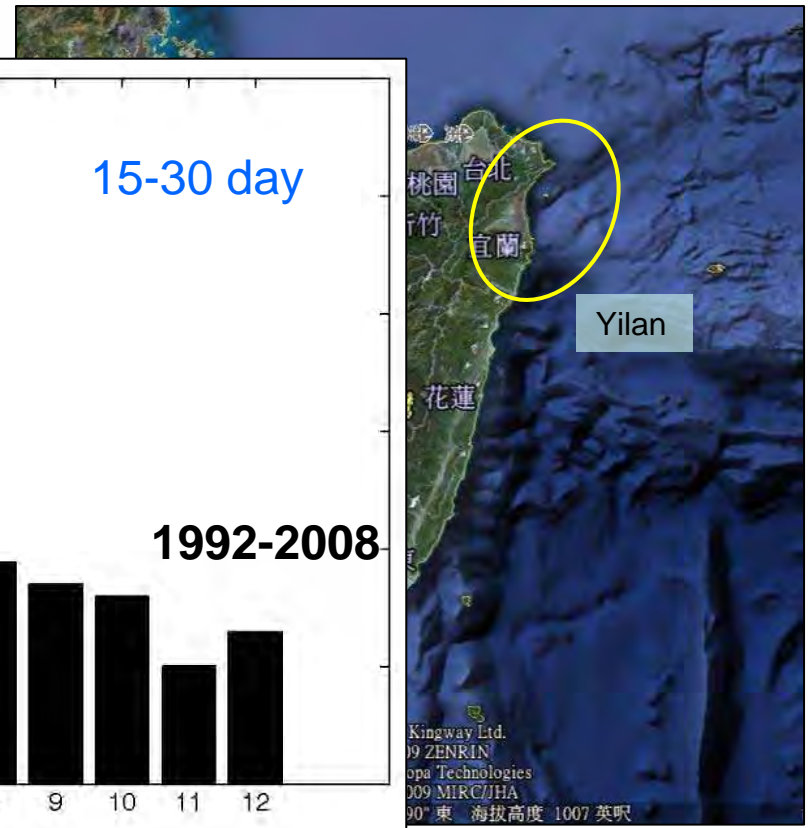 15-30 day
1992-2008
9 10 11 12
台北
桃園
新竹
宜蘭
Yilan
花蓮
Kingway Ltd.
09 ZENRIN
opa Technologies
009 MIRC/JHA
90" 東 海拔高度 1007 英呎